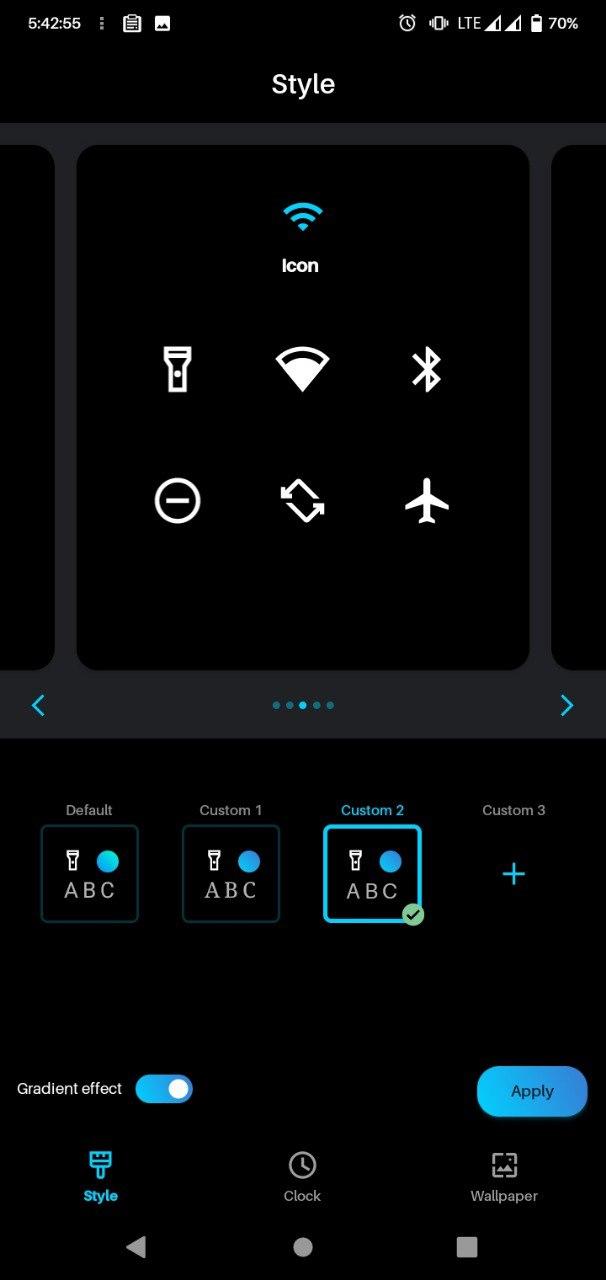 5:42:55 LTE 70%
Style
Icon
Default Custom 1 Custom 2 Custom 3
ABC ABC ABC
Gradient effect Apply
Style Clock Wallpaper